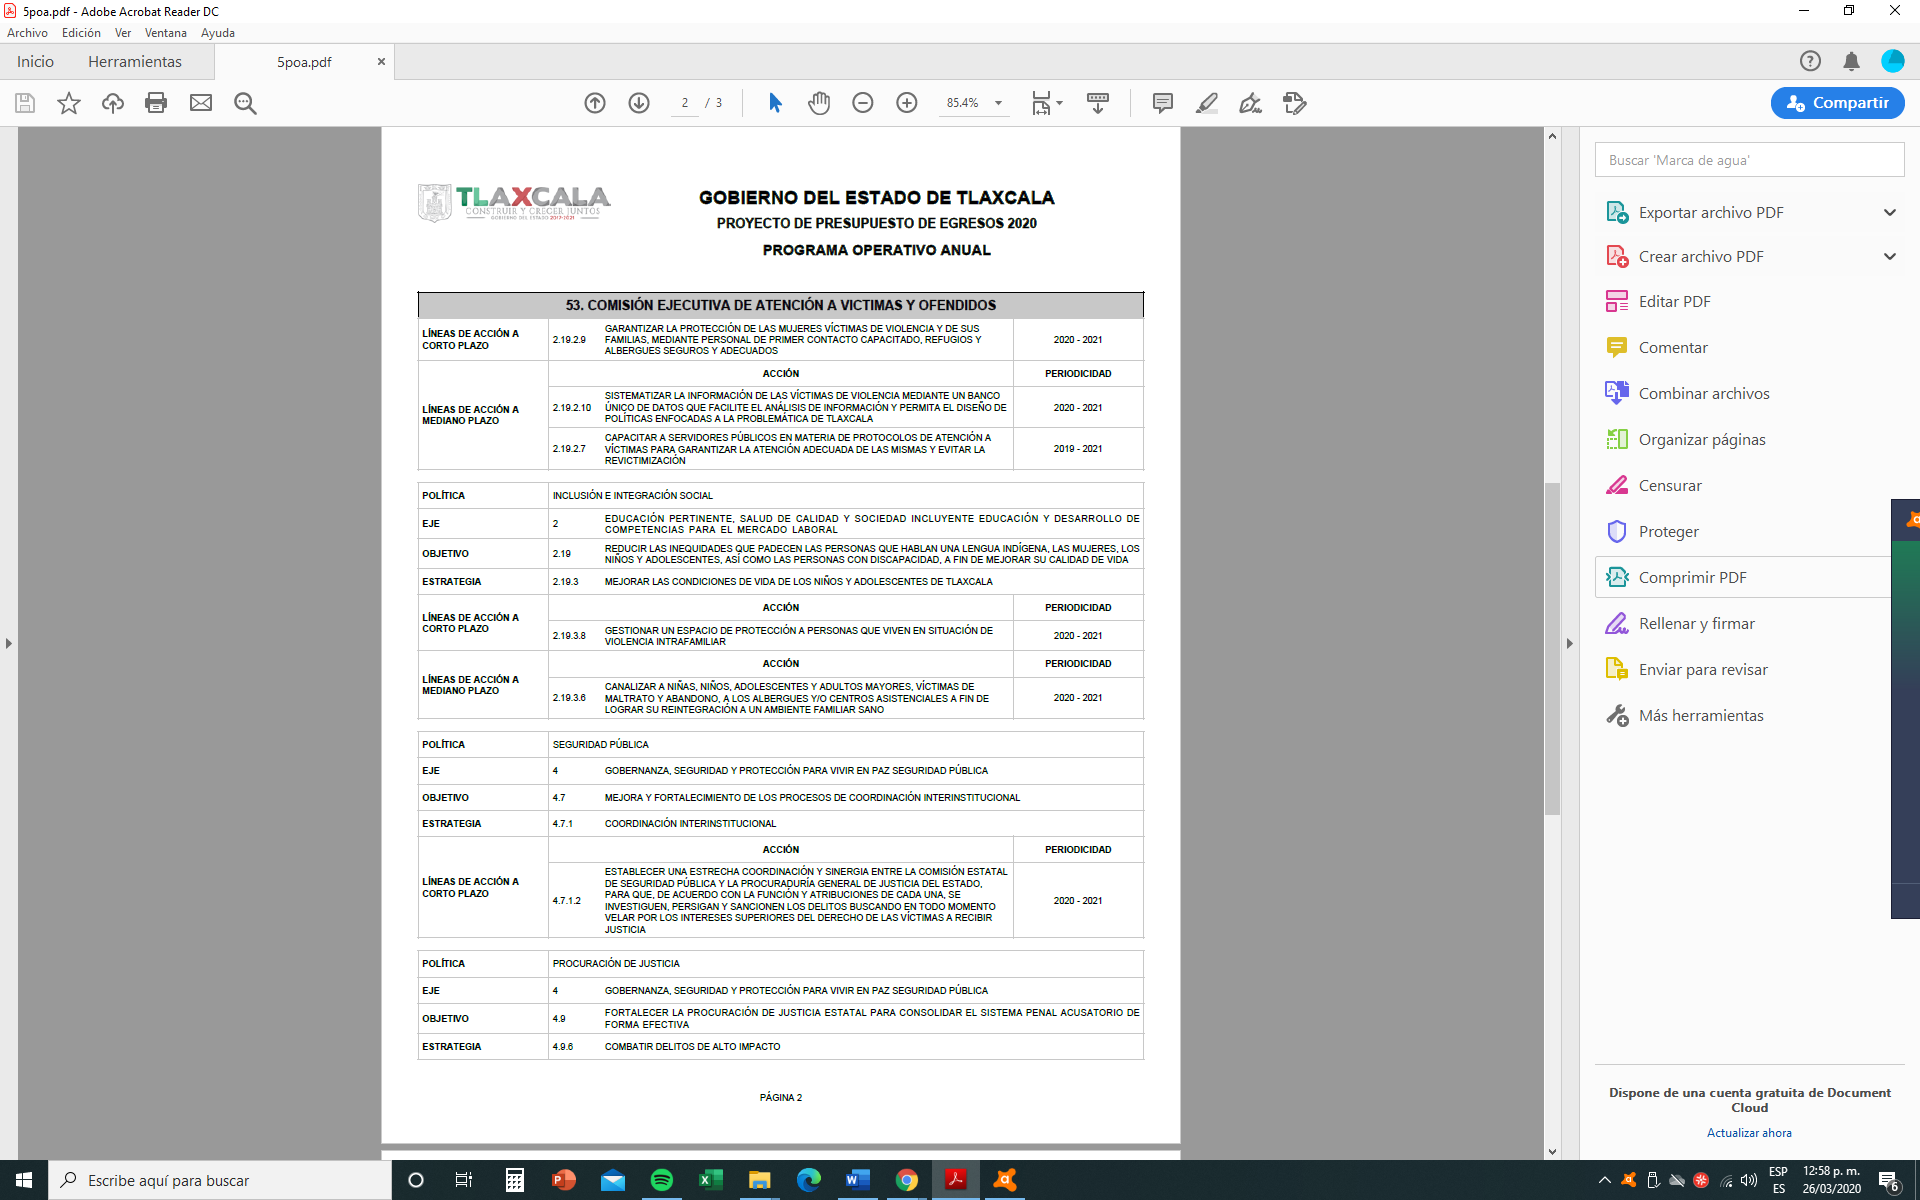 5poa.pdf - Adobe Acrobat Reader DC
Archivo Edición Ver Ventana Ayuda
Inicio Herramientas 5poa.pdf
2 / 3 85.4% Compartir
TLAXCALA
CONSTRUIR Y CRECER JUNTOS
GOBIERNO DEL ESTADO 2017-2021
GOBIERNO DEL ESTADO DE TLAXCALA
PROYECTO DE PRESUPUESTO DE EGRESOS 2020
PROGRAMA OPERATIVO ANUAL
53. COMISIÓN EJECUTIVA DE ATENCIÓN A VICTIMAS Y OFENDIDOS
LÍNEAS DE ACCIÓN A
CORTO PLAZO
2.19.2.9
GARANTIZAR LA PROTECCIÓN DE LAS MUJERES VÍCTIMAS DE VIOLENCIA Y DE SUS
FAMILIAS, MEDIANTE PERSONAL DE PRIMER CONTACTO CAPACITADO, REFUGIOS Y
ALBERGUES SEGUROS Y ADECUADOS
2020 - 2021
LÍNEAS DE ACCIÓN A
MEDIANO PLAZO
ACCIÓN PERIODICIDAD
2.19.2.10
SISTEMATIZAR LA INFORMACIÓN DE LAS VÍCTIMAS DE VIOLENCIA MEDIANTE UN BANCO
ÚNICO DE DATOS QUE FACILITE EL ANÁLISIS DE INFORMACIÓN Y PERMITA EL DISEÑO DE
POLÍTICAS ENFOCADAS A LA PROBLEMÁTICA DE TLAXCALA
2020 - 2021
2.19.2.7
CAPACITAR A SERVIDORES PÚBLICOS EN MATERIA DE PROTOCOLOS DE ATENCIÓN A
VÍCTIMAS PARA GARANTIZAR LA ATENCIÓN ADECUADA DE LAS MISMAS Y EVITAR LA
REVICTIMIZACIÓN
2019 - 2021
POLÍTICA INCLUSIÓN E INTEGRACIÓN SOCIAL
EJE 2
EDUCACIÓN PERTINENTE, SALUD DE CALIDAD Y SOCIEDAD INCLUYENTE EDUCACIÓN Y DESARROLLO DE
COMPETENCIAS PARA EL MERCADO LABORAL
OBJETIVO 2.19
REDUCIR LAS INEQUIDADES QUE PADECEN LAS PERSONAS QUE HABLAN UNA LENGUA INDÍGENA, LAS MUJERES, LOS
NIÑOS Y ADOLESCENTES, ASÍ COMO LAS PERSONAS CON DISCAPACIDAD, A FIN DE MEJORAR SU CALIDAD DE VIDA
ESTRATEGIA 2.19.3 MEJORAR LAS CONDICIONES DE VIDA DE LOS NIÑOS Y ADOLESCENTES DE TLAXCALA
LÍNEAS DE ACCIÓN A
CORTO PLAZO
ACCIÓN PERIODICIDAD
2.19.3.8
GESTIONAR UN ESPACIO DE PROTECCIÓN A PERSONAS QUE VIVEN EN SITUACIÓN DE
VIOLENCIA INTRAFAMILIAR
2020 - 2021
LÍNEAS DE ACCIÓN A
MEDIANO PLAZO
ACCIÓN PERIODICIDAD
2.19.3.6
CANALIZAR A NIÑAS, NIÑOS, ADOLESCENTES Y ADULTOS MAYORES, VÍCTIMAS DE
MALTRATO Y ABANDONO, A LOS ALBERGUES Y/O CENTROS ASISTENCIALES A FIN DE
LOGRAR SU REINTEGRACIÓN A UN AMBIENTE FAMILIAR SANO
2020 - 2021
POLÍTICA SEGURIDAD PÚBLICA
EJE 4 GOBERNANZA, SEGURIDAD Y PROTECCIÓN PARA VIVIR EN PAZ SEGURIDAD PÚBLICA
OBJETIVO 4.7 MEJORA Y FORTALECIMIENTO DE LOS PROCESOS DE COORDINACIÓN INTERINSTITUCIONAL
ESTRATEGIA 4.7.1 COORDINACIÓN INTERINSTITUCIONAL
LÍNEAS DE ACCIÓN A
CORTO PLAZO
ACCIÓN PERIODICIDAD
4.7.1.2
ESTABLECER UNA ESTRECHA COORDINACIÓN Y SINERGIA ENTRE LA COMISIÓN ESTATAL
DE SEGURIDAD PÚBLICA Y LA PROCURADURÍA GENERAL DE JUSTICIA DEL ESTADO,
PARA QUE, DE ACUERDO CON LA FUNCIÓN Y ATRIBUCIONES DE CADA UNA, SE
INVESTIGUEN, PERSIGAN Y SANCIONEN LOS DELITOS BUSCANDO EN TODO MOMENTO
VELAR POR LOS INTERESES SUPERIORES DEL DERECHO DE LAS VÍCTIMAS A RECIBIR
JUSTICIA
2020 - 2021
POLÍTICA PROCURACIÓN DE JUSTICIA
EJE 4 GOBERNANZA, SEGURIDAD Y PROTECCIÓN PARA VIVIR EN PAZ SEGURIDAD PÚBLICA
OBJETIVO 4.9
FORTALECER LA PROCURACIÓN DE JUSTICIA ESTATAL PARA CONSOLIDAR EL SISTEMA PENAL ACUSATORIO DE
FORMA EFECTIVA
ESTRATEGIA 4.9.6 COMBATIR DELITOS DE ALTO IMPACTO
PÁGINA 2
Buscar 'Marca de agua'
Exportar archivo PDF
Crear archivo PDF
Editar PDF
Comentar
Combinar archivos
Organizar páginas
Censurar
Proteger
Comprimir PDF
Rellenar y firmar
Enviar para revisar
Más herramientas
Dispone de una cuenta gratuita de Document
Cloud
Actualizar ahora
Escribe aquí para buscar
ESP
ES
12:58 p. m.
26/03/2020
6